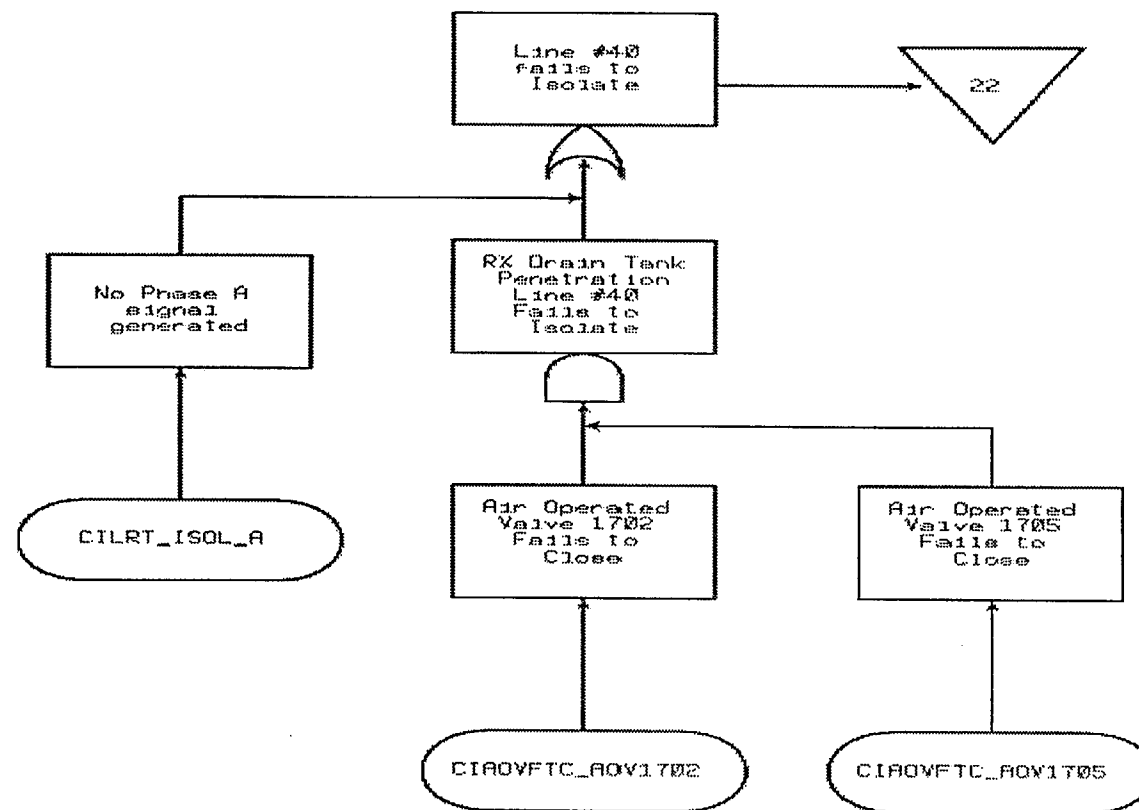 Line #40
fails to
Isolate
22
No Phase A
signal
generated
RX Drain Tank
Penetration
Line #40
Fails to
Isolate
CILRT_ISOL_A
Air Operated
Valve 1702
Fails to
Close
Air Operated
Valve 1705
Fails to
Close
CIAOVFTC_AOV1702
CIAOVFTC_AOV1705